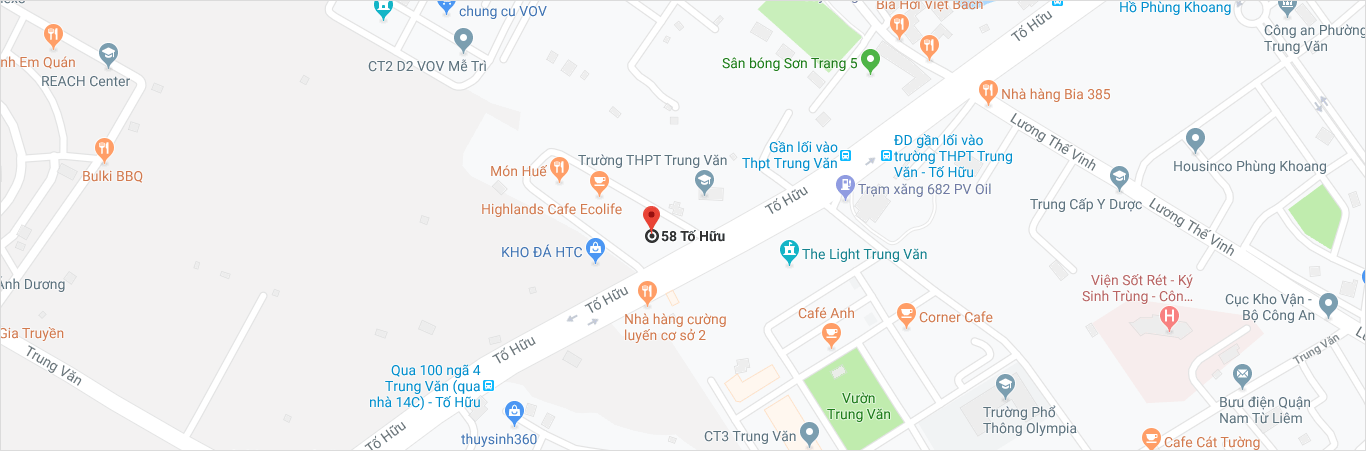 chung cu VOV
Bia Hơi Việt Bách
Hồ Phùng Khoang
Công an Phường
Trung Văn
Tố Hữu
nh Em Quán
REACH Center
CT2 D2 VOV Mễ Trì
Sân bóng Sơn Trang 5
Nhà hàng Bia 385
Lương Thế Vinh
Bulki BBQ
Món Huế
Trường THPT Trung Văn
Gần lối vào
Thpt Trung Văn
ĐD gần lối vào
trường THPT Trung
Văn - Tố Hữu
Housinco Phùng Khoang
Highlands Cafe Ecolife
Tố Hữu
Trạm xăng 682 PV Oil
Trung Cấp Y Dược
Lương Thế Vinh
58 Tố Hữu
KHO ĐÁ HTC
The Light Trung Văn
Ánh Dương
Viện Sốt Rét - Ký
Sinh Trùng - Côn...
Cục Kho Vận -
Bộ Công An
Tố Hữu
Nhà hàng cường
luyến cơ sở 2
Café Anh
Corner Cafe
Gia Truyền
Trung Văn
Tố Hữu
Trung Văn
Qua 100 ngã 4
Trung Văn (qua
nhà 14C) - Tố Hữu
Vườn
Trung Văn
Trường Phổ
Thông Olympia
Bưu điện Quận
Nam Từ Liêm
thuysinh360
Tố Hữu
CT3 Trung Văn
Cafe Cát Tường